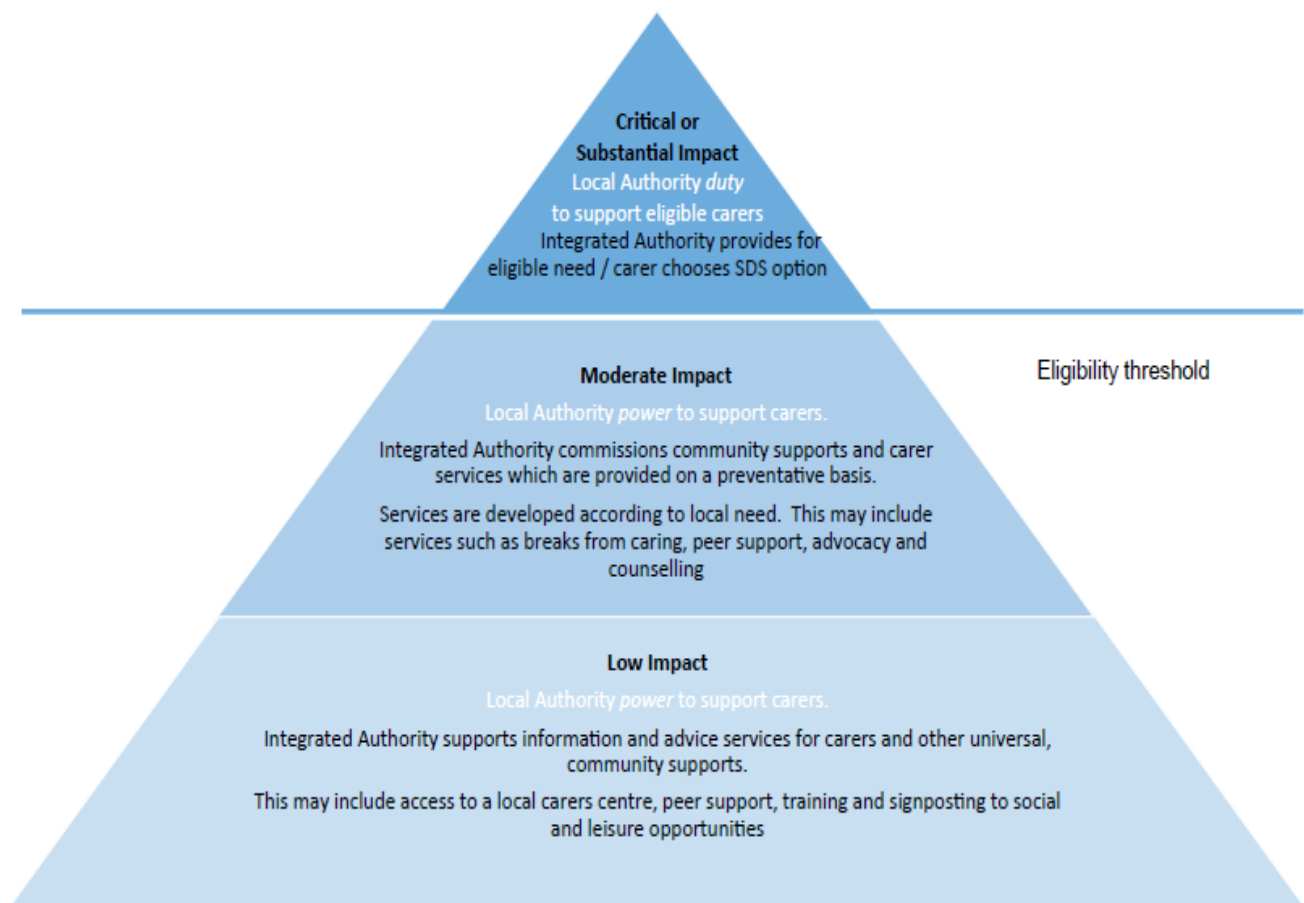 Critical or
Substantial Impact
Local Authority duty
to support eligible carers
Integrated Authority provides for
eligible need / carer chooses SDS option
Eligibility threshold
Moderate Impact
Local Authority power to support carers.
Integrated Authority commissions community supports and carer
services which are provided on a preventative basis.
Services are developed according to local need.  This may include
services such as breaks from caring, peer support, advocacy and
counselling
Low Impact
Local Authority power to support carers.
Integrated Authority supports information and advice services for carers and other universal,
community supports.
This may include access to a local carers centre, peer support, training and signposting to social
and leisure opportunities